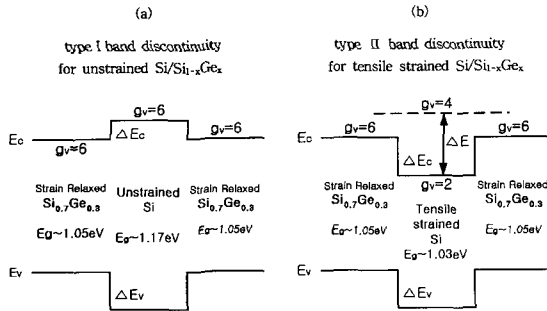 (a)
type I band discontinuity
for unstrained Si/Si1-xGex
gv=6
Ec
gv=6
△Ec
gv=6
Strain Relaxed
Si0.7Ge0.3
Eg~1.05eV
Unstrained
Si
Eg~1.17eV
Strain Relaxed
Si0.7Ge0.3
Eg~1.05eV
Ev
△Ev
(b)
type II band discontinuity
for tensile strained Si/Si1-xGex
gv=4
Ec
gv=6
△Ec
△E
gv=6
gv=2
Strain Relaxed
Si0.7Ge0.3
Eg~1.05eV
Tensile
strained
Si
Eg~1.03eV
Strain Relaxed
Si0.7Ge0.3
Eg~1.05eV
Ev
△Ev